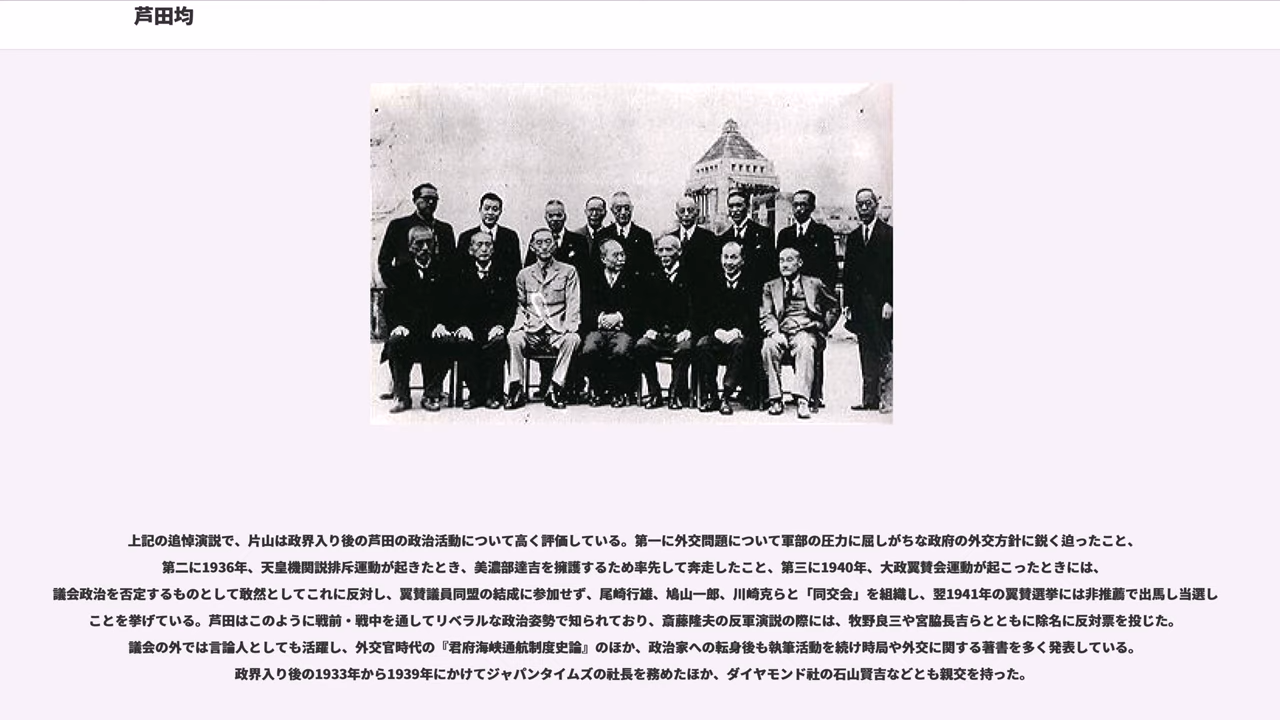 芦田均
上記の追悼演説で、片山は政界入り後の芦田の政治活動について高く評価している。第一に外交問題について軍部の圧力に屈しがちな政府の外交方針に鋭く迫ったこと、
第二に1936年、天皇機関説排斥運動が起きたとき、美濃部達吉を擁護するため率先して奔走したこと、第三に1940年、大政翼賛会運動が起こったときには、
議会政治を否定するものとして敢然としてこれに反対し、翼賛議員同盟の結成に参加せず、尾崎行雄、鳩山一郎、川崎克らと「同交会」を組織し、翌1941年の翼賛選挙には非推薦で出馬し当選し
ことを挙げている。芦田はこのように戦前・戦中を通してリベラルな政治姿勢で知られており、斎藤隆夫の反軍演説の際には、牧野良三や宮脇長吉らとともに除名に反対票を投じた。
議会の外では言論人としても活躍し、外交官時代の『君府海峡通航制度史論』のほか、政治家への転身後も執筆活動を続け時局や外交に関する著書を多く発表している。
政界入り後の1933年から1939年にかけてジャパンタイムズの社長を務めたほか、ダイヤモンド社の石山賢吉などとも親交を持った。